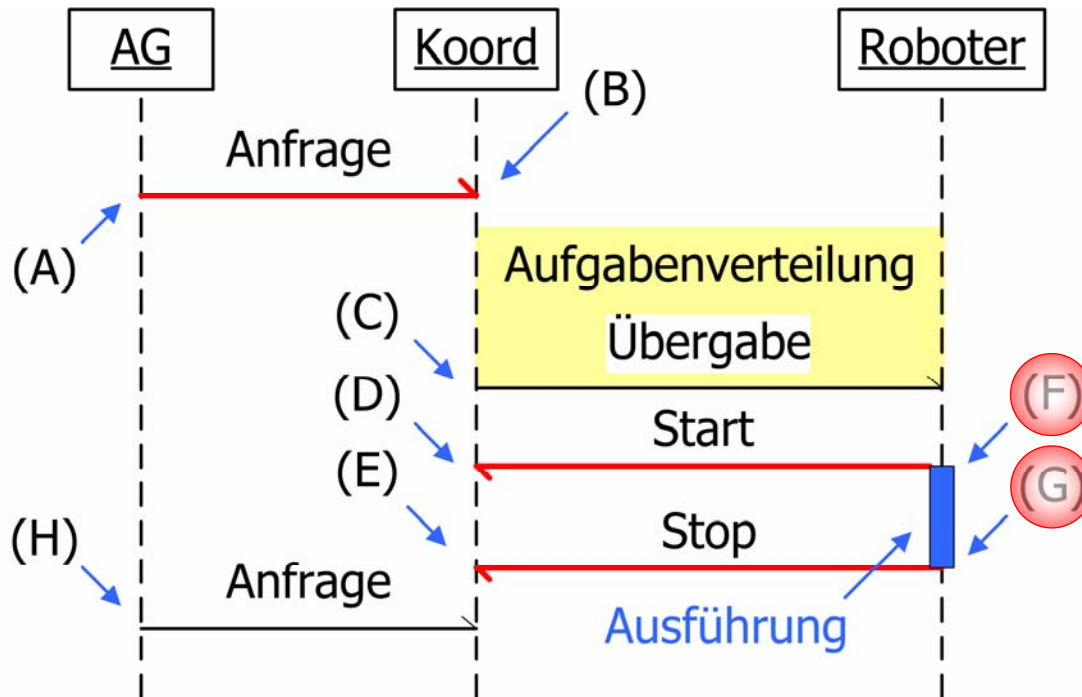 AG
Koord
Roboter
(B)
Anfrage
(A)
Aufgabenverteilung
(C)
Übergabe
(D)
(F)
Start
(E)
(G)
Stop
(H)
Anfrage
Ausführung